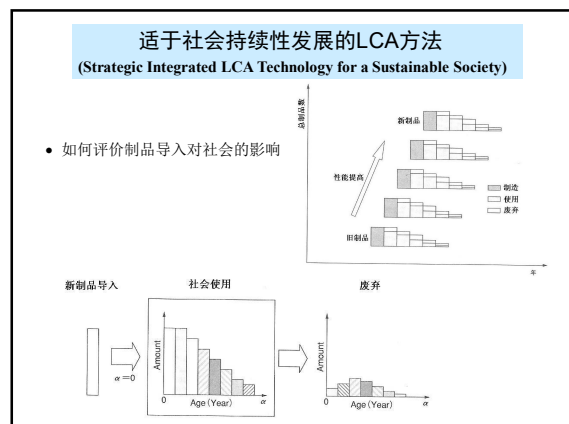 适于社会持续性发展的LCA方法
(Strategic Integrated LCA Technology for a Sustainable Society)
• 如何评价制品导入对社会的影响
总制品数
新制品
性能提高
旧制品
制造
使用
废弃
年
新制品导入
社会使用
废弃
α=0
Amount
0
Age (Year)
α
Amount
0
Age (Year)
α